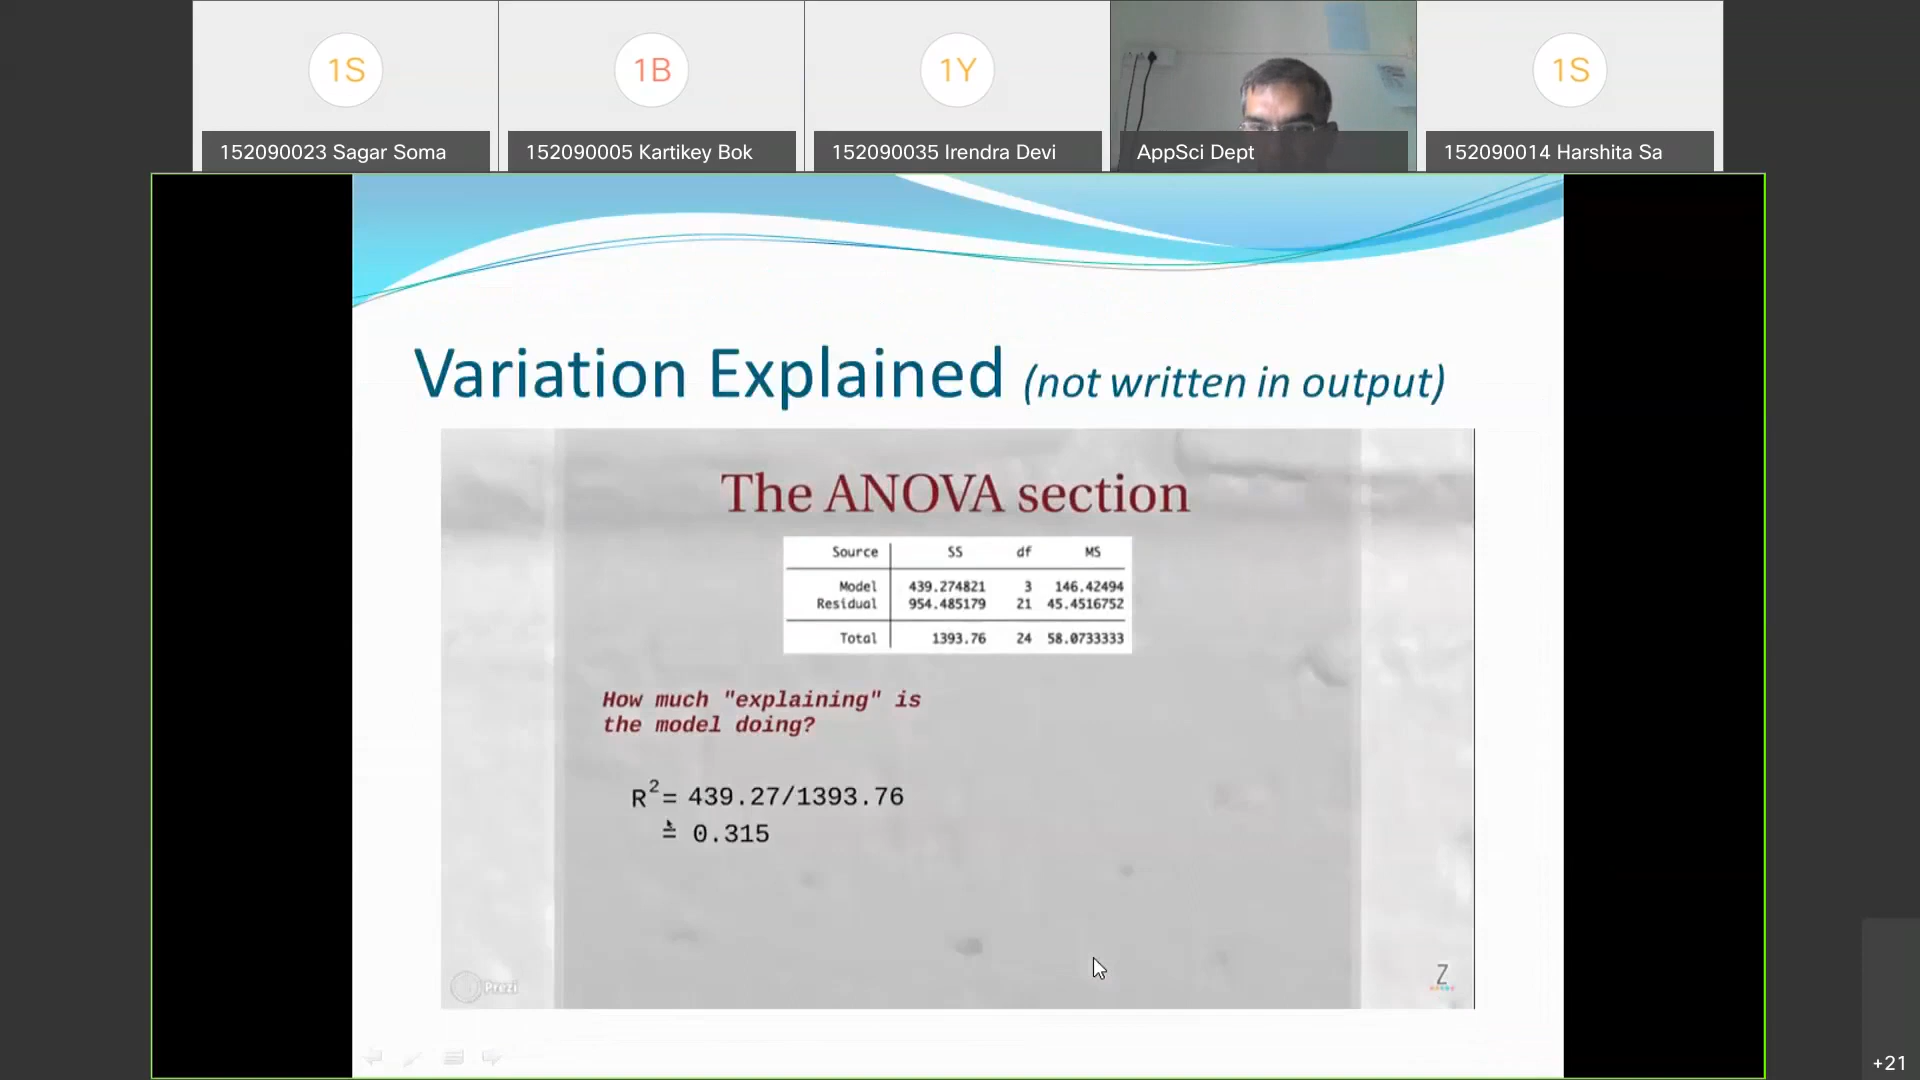 1S
1B
1Y
1S
152090023 Sagar Soma
152090005 Kartikey Bok
152090035 Irendra Devi
AppSci Dept
152090014 Harshita Sa
Variation Explained (not written in output)
The ANOVA section
Source SS df MS
Model 439.274821 3 146.42494
Residual 954.485179 21 45.4516752
Total 1393.76 24 58.0733333
How much "explaining" is
the model doing?
R²= 439.27/1393.76
= 0.315
Prezi
Z
+21